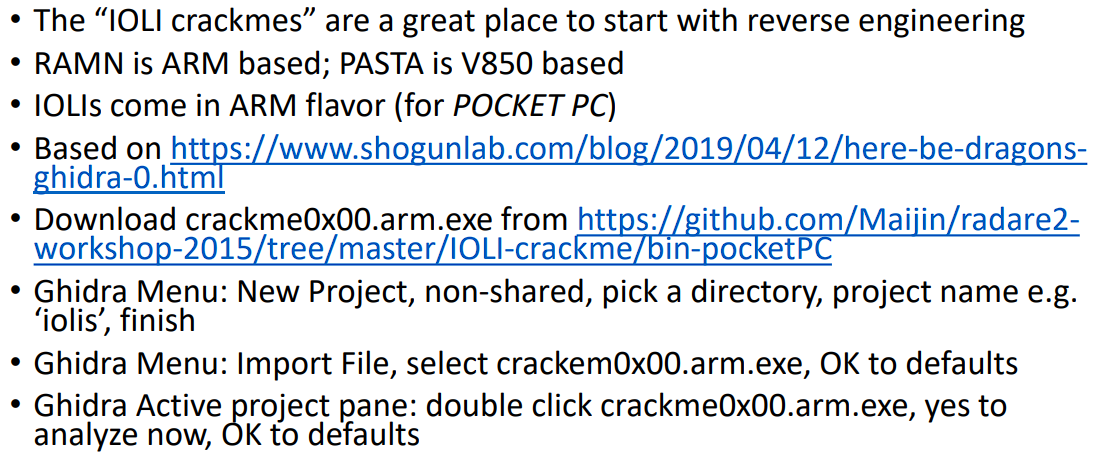 • The “IOLI crackmes” are a great place to start with reverse engineering
• RAMN is ARM based; PASTA is V850 based
• IOLIs come in ARM flavor (for POCKET PC)
• Based on https://www.shogunlab.com/blog/2019/04/12/here-be-dragons-
ghidra-0.html
• Download crackme0x00.arm.exe from https://github.com/Maijin/radare2-
workshop-2015/tree/master/IOLI-crackme/bin-pocketPC
• Ghidra Menu: New Project, non-shared, pick a directory, project name e.g.
‘iolis’, finish
• Ghidra Menu: Import File, select crackem0x00.arm.exe, OK to defaults
• Ghidra Active project pane: double click crackme0x00.arm.exe, yes to
analyze now, OK to defaults